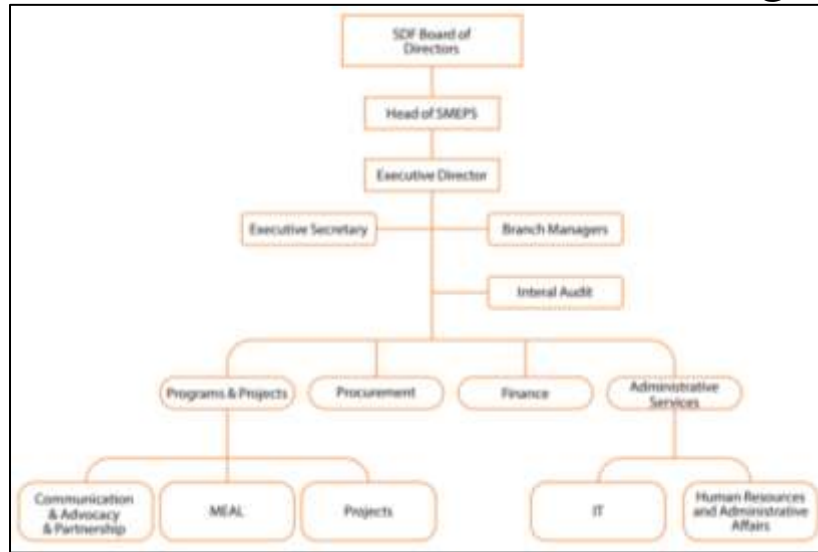 SDF Board of
Directors
Head of SMEPS
Executive Director
Executive Secretary
Branch Managers
Interal Audit
Programs & Projects
Procurement
Finance
Administrative
Services
Communication
& Advocacy
& Partnership
MEAL
Projects
IT
Human Resources
and Administrative
Affairs